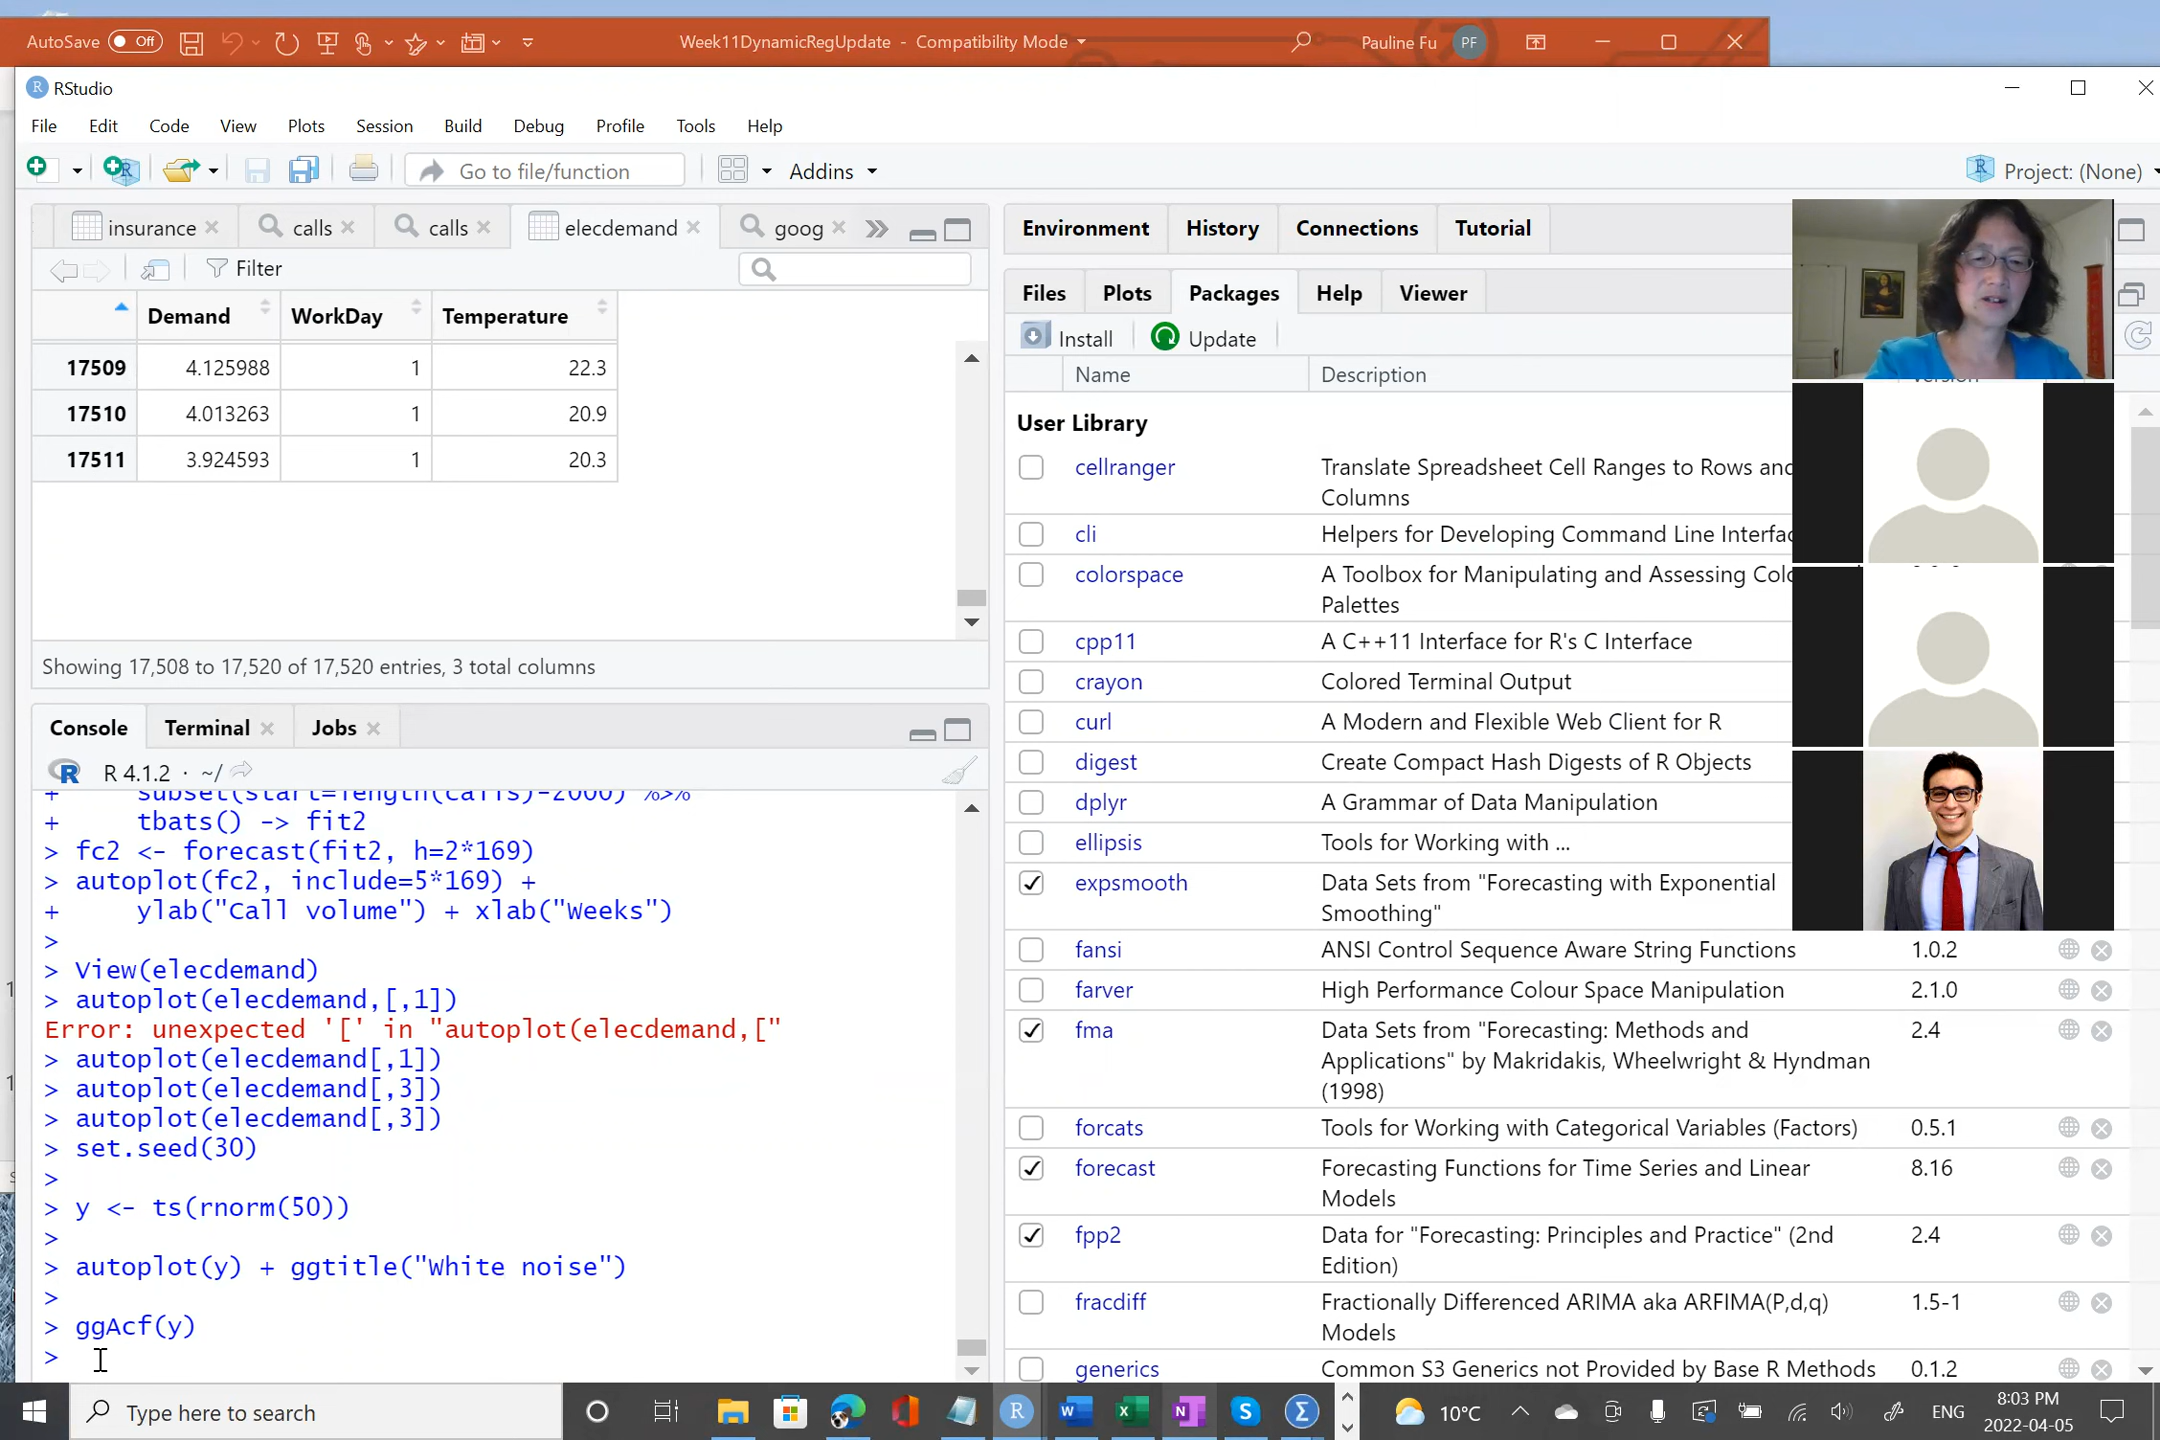 AutoSave Off Week11DynamicRegUpdate - Compatibility Mode Pauline Fu PF
RStudio
File Edit Code View Plots Session Build Debug Profile Tools Help
Go to file/function Addins Project: (None)
insurance calls calls elecdemand goog
Filter
Demand WorkDay Temperature
17509 4.125988 1 22.3
17510 4.013263 1 20.9
17511 3.924593 1 20.3
Showing 17,508 to 17,520 of 17,520 entries, 3 total columns
Console Terminal Jobs
R 4.1.2 · ~/
+ subset(start=length(calls)-2000) %>%
+ tbats() -> fit2
> fc2 <- forecast(fit2, h=2*169)
> autoplot(fc2, include=5*169) +
+ ylab("Call volume") + xlab("Weeks")
>
> View(elecdemand)
> autoplot(elecdemand,[,1])
Error: unexpected '[' in "autoplot(elecdemand,["
> autoplot(elecdemand[,1])
> autoplot(elecdemand[,3])
> autoplot(elecdemand[,3])
> set.seed(30)
>
> y <- ts(rnorm(50))
>
> autoplot(y) + ggtitle("White noise")
>
> ggAcf(y)
>
Environment History Connections Tutorial
Files Plots Packages Help Viewer
Install Update
Name Description
User Library
cellranger Translate Spreadsheet Cell Ranges to Rows and
Columns
cli Helpers for Developing Command Line
colorspace A Toolbox for Manipulating and Assessing
Palettes
cpp11 A C++11 Interface for R's C Interface
crayon Colored Terminal Output
curl A Modern and Flexible Web Client for R
digest Create Compact Hash Digests of R Objects
dplyr A Grammar of Data Manipulation
ellipsis Tools for Working with ...
expsmooth Data Sets from "Forecasting with Exponential
Smoothing"
fansi ANSI Control Sequence Aware String Functions 1.0.2
farver High Performance Colour Space Manipulation 2.1.0
fma Data Sets from "Forecasting: Methods and 2.4
Applications" by Makridakis, Wheelwright & Hyndman
(1998)
forcats Tools for Working with Categorical Variables (Factors) 0.5.1
forecast Forecasting Functions for Time Series and Linear 8.16
Models
fpp2 Data for "Forecasting: Principles and Practice" (2nd 2.4
Edition)
fracdiff Fractionally Differenced ARIMA aka ARFIMA(P,d,q) 1.5-1
Models
generics Common S3 Generics not Provided by Base R Methods 0.1.2
Type here to search 10°C ENG 8:03 PM
2022-04-05